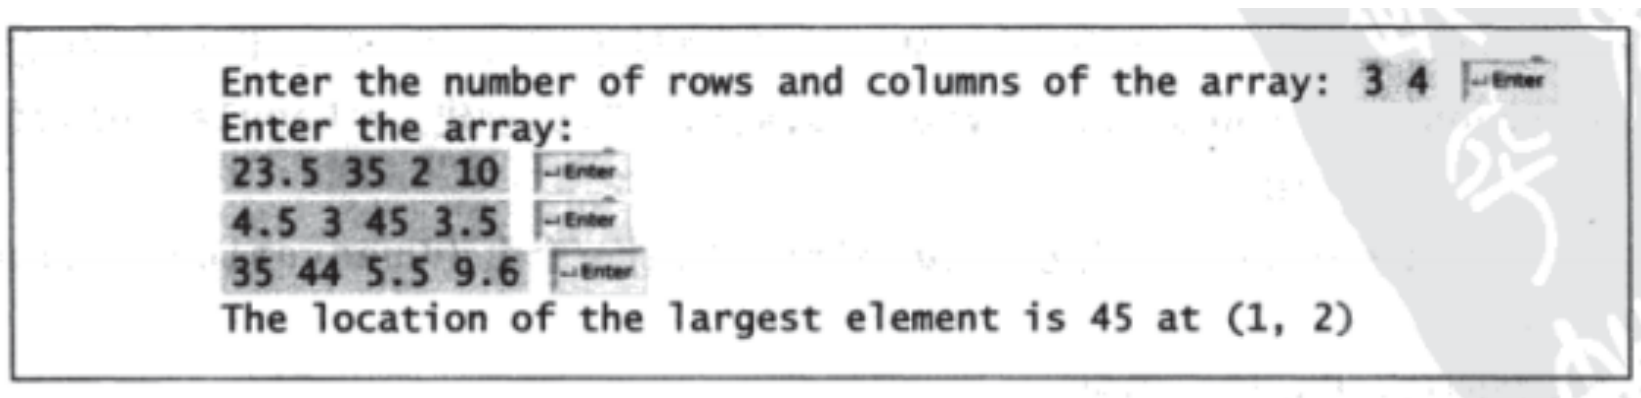 Enter the number of rows and columns of the array: 3 4 ↵Enter
Enter the array:
23.5 35 2 10 ↵Enter
4.5 3 45 3.5 ↵Enter
35 44 5.5 9.6 ↵Enter
The location of the largest element is 45 at (1, 2)